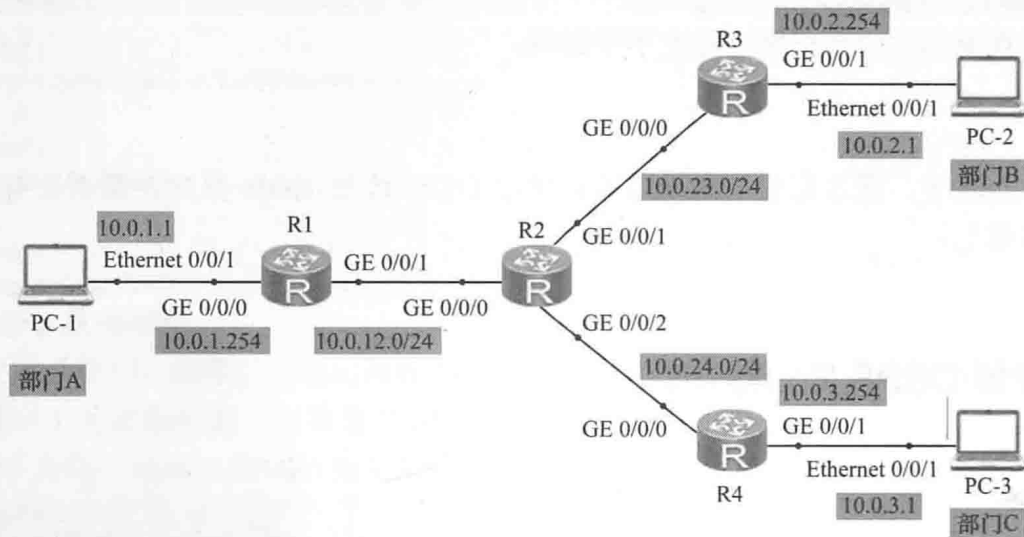 10.0.2.254
R3
GE 0/0/1
Ethernet 0/0/1
GE 0/0/0
PC-2
10.0.2.1
部门B
10.0.23.0/24
10.0.1.1
R1
R2
GE 0/0/1
Ethernet 0/0/1
GE 0/0/1
GE 0/0/0
GE 0/0/0
PC-1
GE 0/0/2
10.0.1.254
10.0.12.0/24
10.0.24.0/24
部门A
10.0.3.254
GE 0/0/0
GE 0/0/1
Ethernet 0/0/1
R4
PC-3
10.0.3.1
部门C